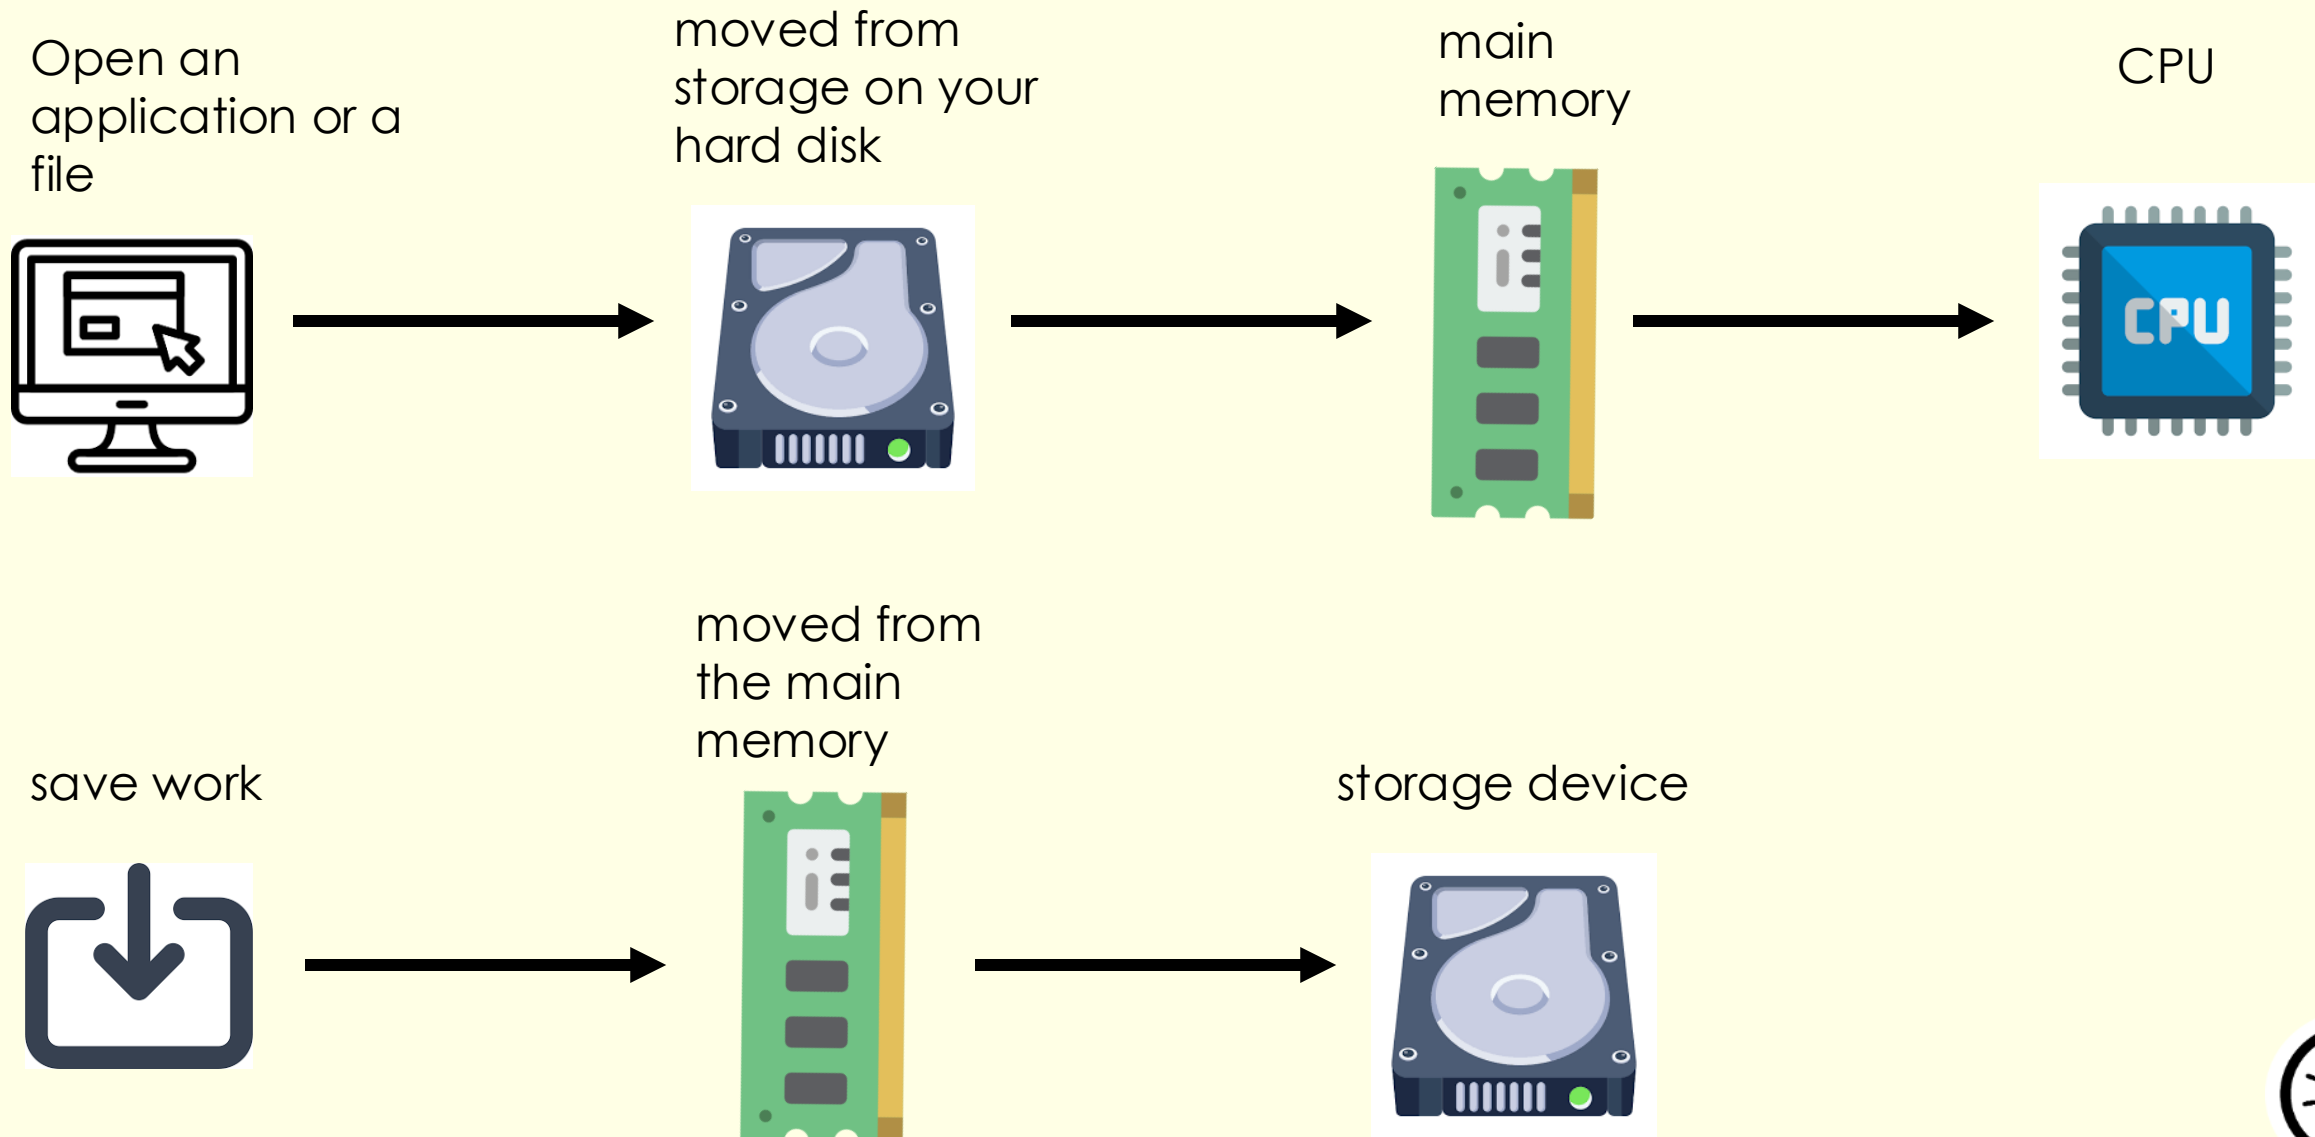 Open an
application or a
file
moved from
storage on your
hard disk
main
memory
CPU
CPU
save work
moved from
the main
memory
storage device